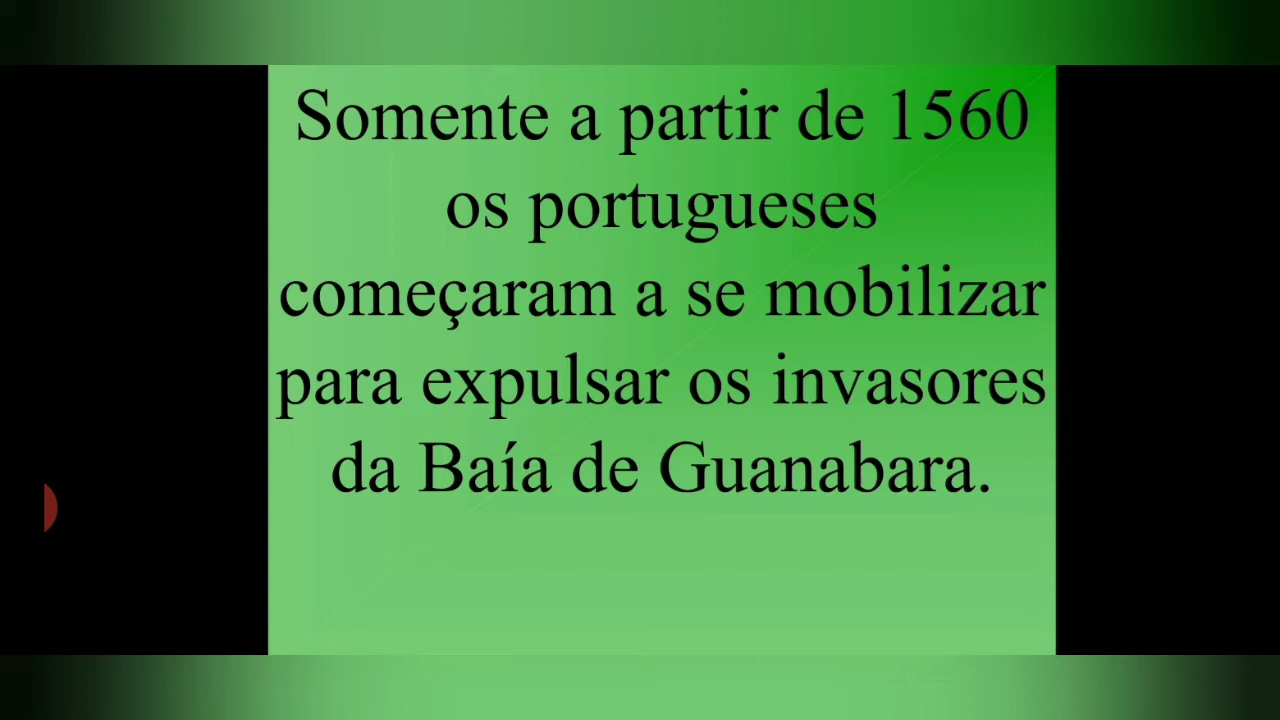 Somente a partir de 1560
os portugueses
começaram a se mobilizar
para expulsar os invasores
da Baía de Guanabara.